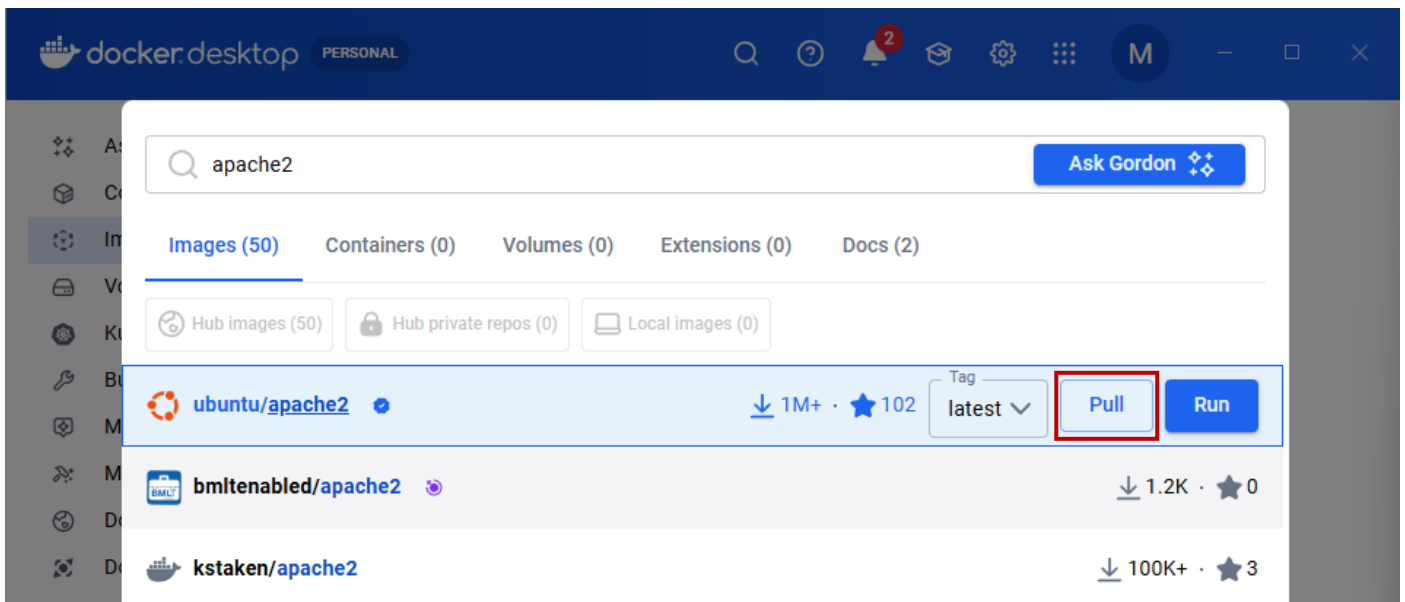 docker.desktop PERSONAL 2 M
apache2 Ask Gordon
Images (50) Containers (0) Volumes (0) Extensions (0) Docs (2)
Hub images (50) Hub private repos (0) Local images (0)
ubuntu/apache2 1M+ · 102 Tag latest Pull Run
BMLT bmltenabled/apache2 1.2K · 0
kstaken/apache2 100K+ · 3